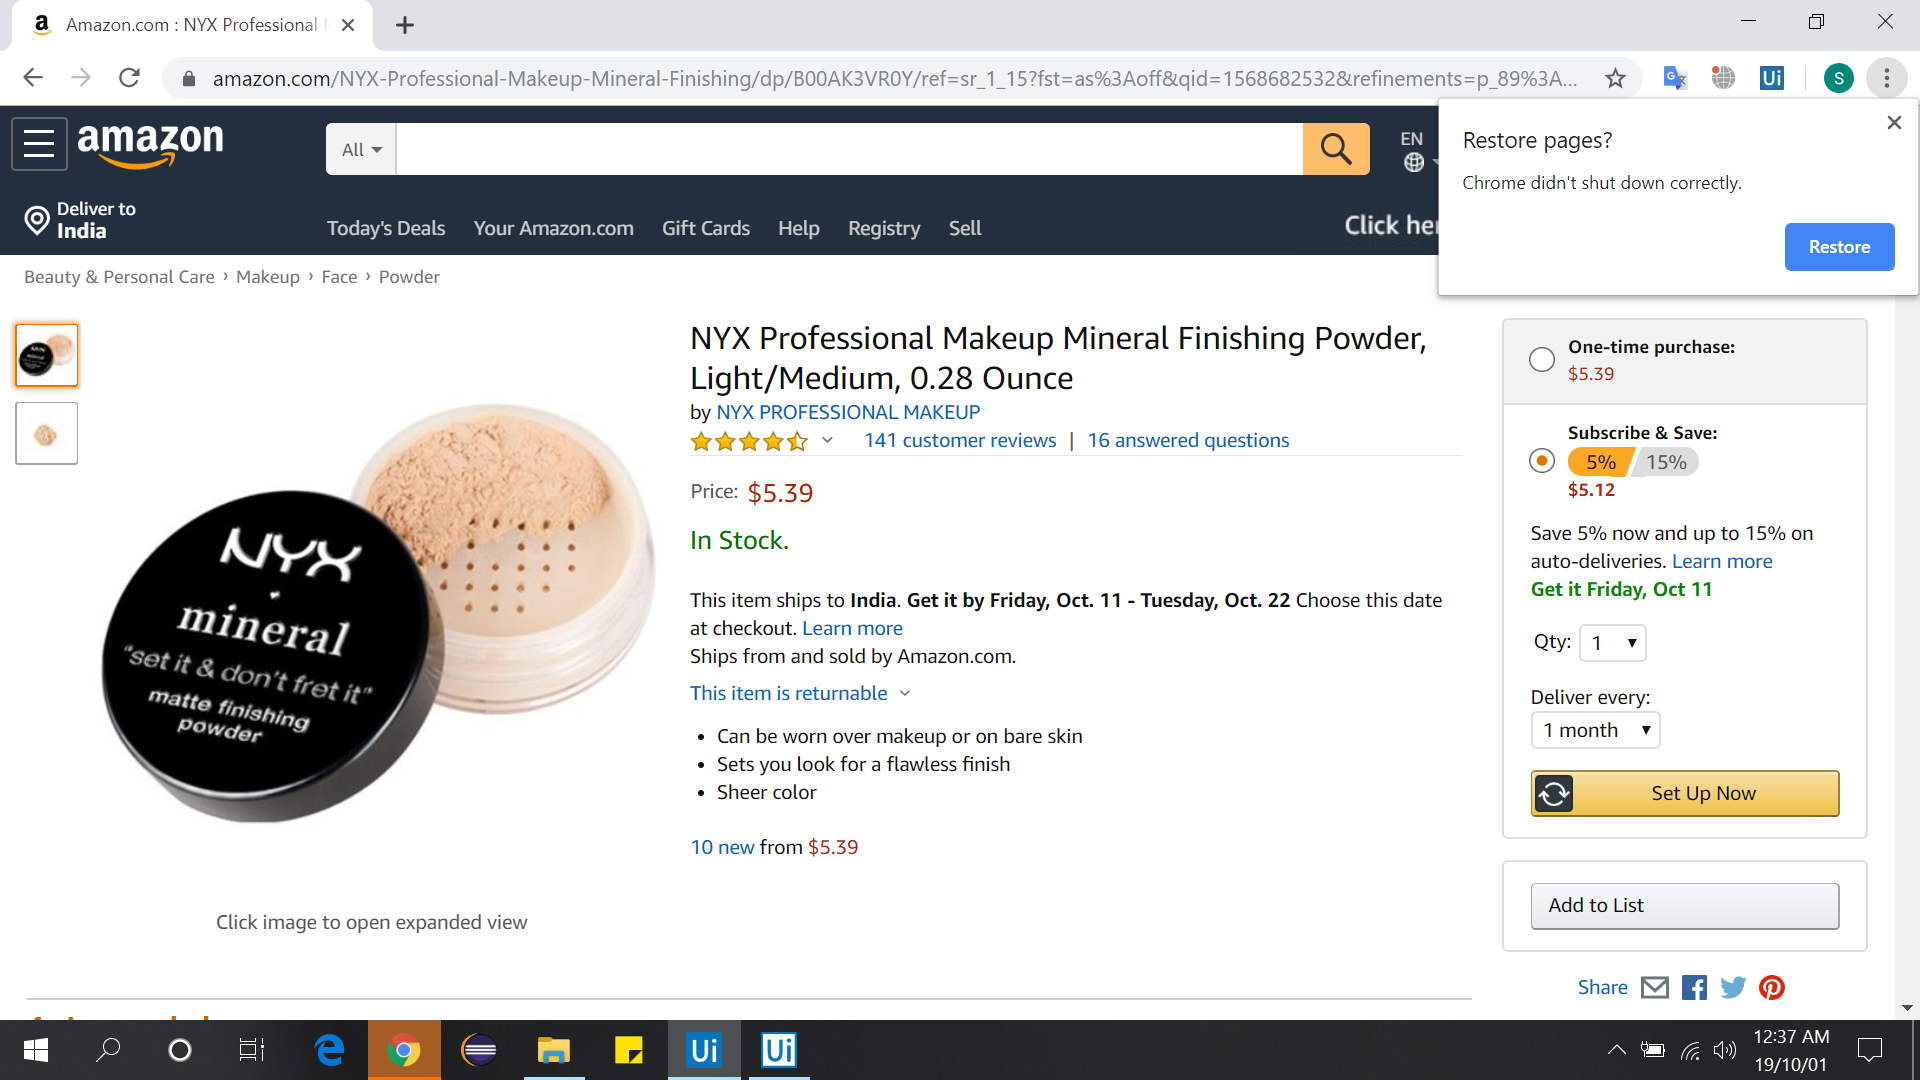 Amazon.com : NYX Professional
amazon.com/NYX-Professional-Makeup-Mineral-Finishing/dp/B00AK3VR0Y/ref=sr_1_15?fst=as%3Aoff&qid=1568682532&refinements=p_89%3A...
S
Restore pages?
Chrome didn't shut down correctly.
Restore
amazon
All
EN
Deliver to
India
Today's Deals
Your Amazon.com
Gift Cards
Help
Registry
Sell
Click her
Beauty & Personal Care › Makeup › Face › Powder
NYX
mineral
"set it & don't fret it"
matte finishing
powder
Click image to open expanded view
NYX Professional Makeup Mineral Finishing Powder,
Light/Medium, 0.28 Ounce
by NYX PROFESSIONAL MAKEUP
141 customer reviews | 16 answered questions
Price: $5.39
In Stock.
This item ships to India. Get it by Friday, Oct. 11 - Tuesday, Oct. 22 Choose this date
at checkout. Learn more
Ships from and sold by Amazon.com.
This item is returnable
• Can be worn over makeup or on bare skin
• Sets you look for a flawless finish
• Sheer color
10 new from $5.39
One-time purchase:
$5.39
Subscribe & Save:
5% 15%
$5.12
Save 5% now and up to 15% on
auto-deliveries. Learn more
Get it Friday, Oct 11
Qty: 1
Deliver every:
1 month
Set Up Now
Add to List
Share
Ui
Ui
12:37 AM
19/10/01